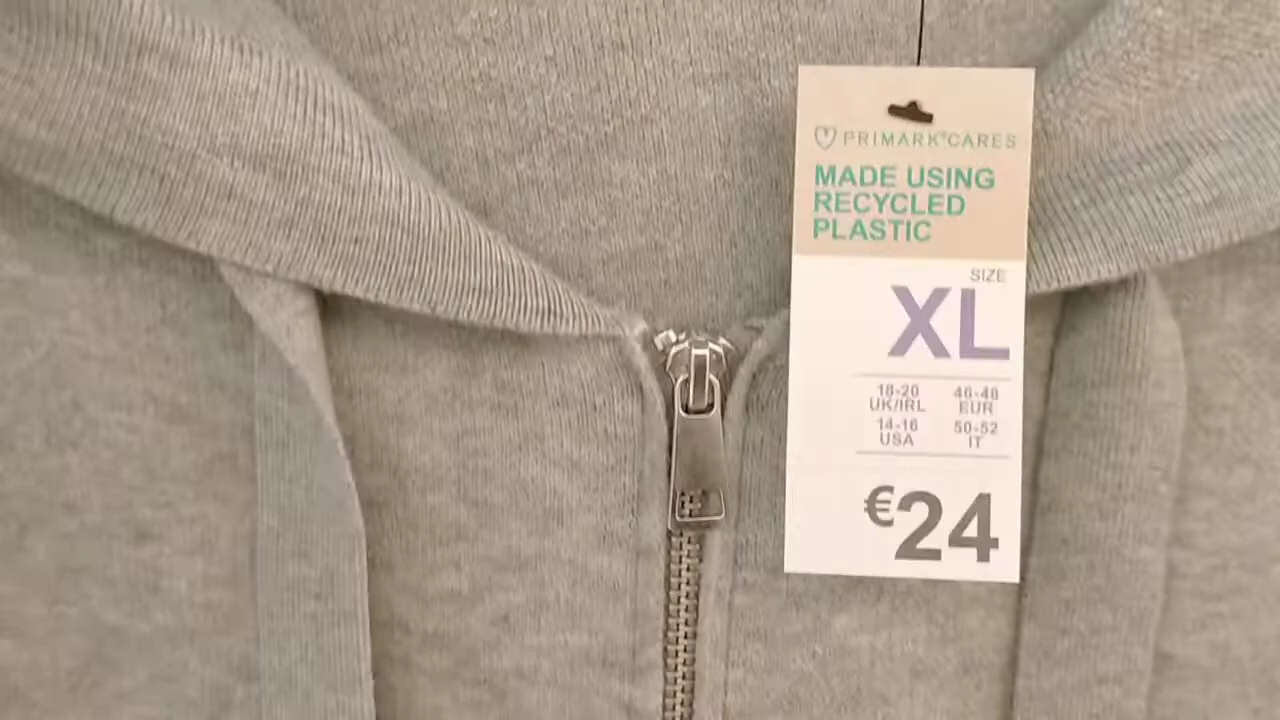 PRIMARK®CARES
MADE USING
RECYCLED
PLASTIC
SIZE
XL
18-20 46-48
UK/IRL EUR
14-16 50-52
USA IT
€24